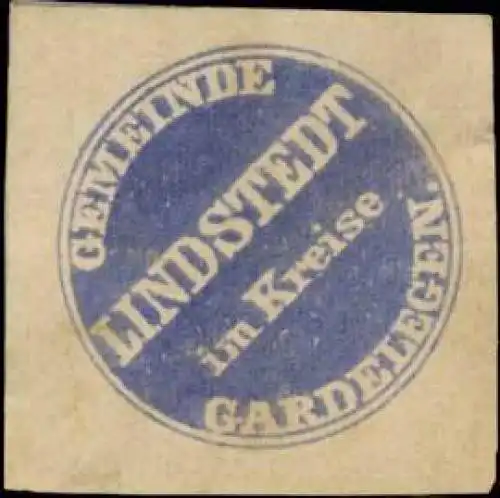 GEMEINDE
LINDSTEDT
im Kreise
GARDELEGEN.